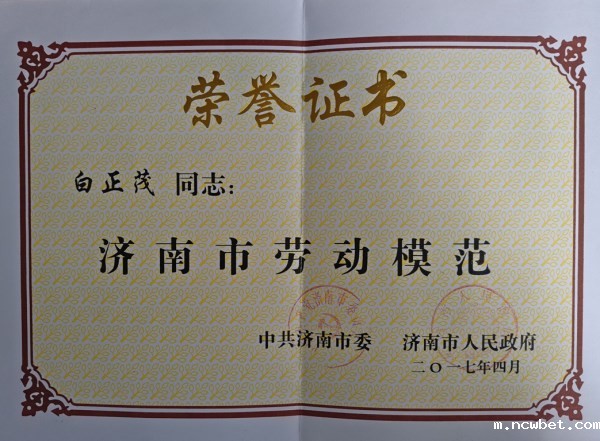 荣誉证书
白正茂 同志：
济南市劳动模范
中共济南市委 济南市人民政府
二〇一七年四月
m.ncwbet.com